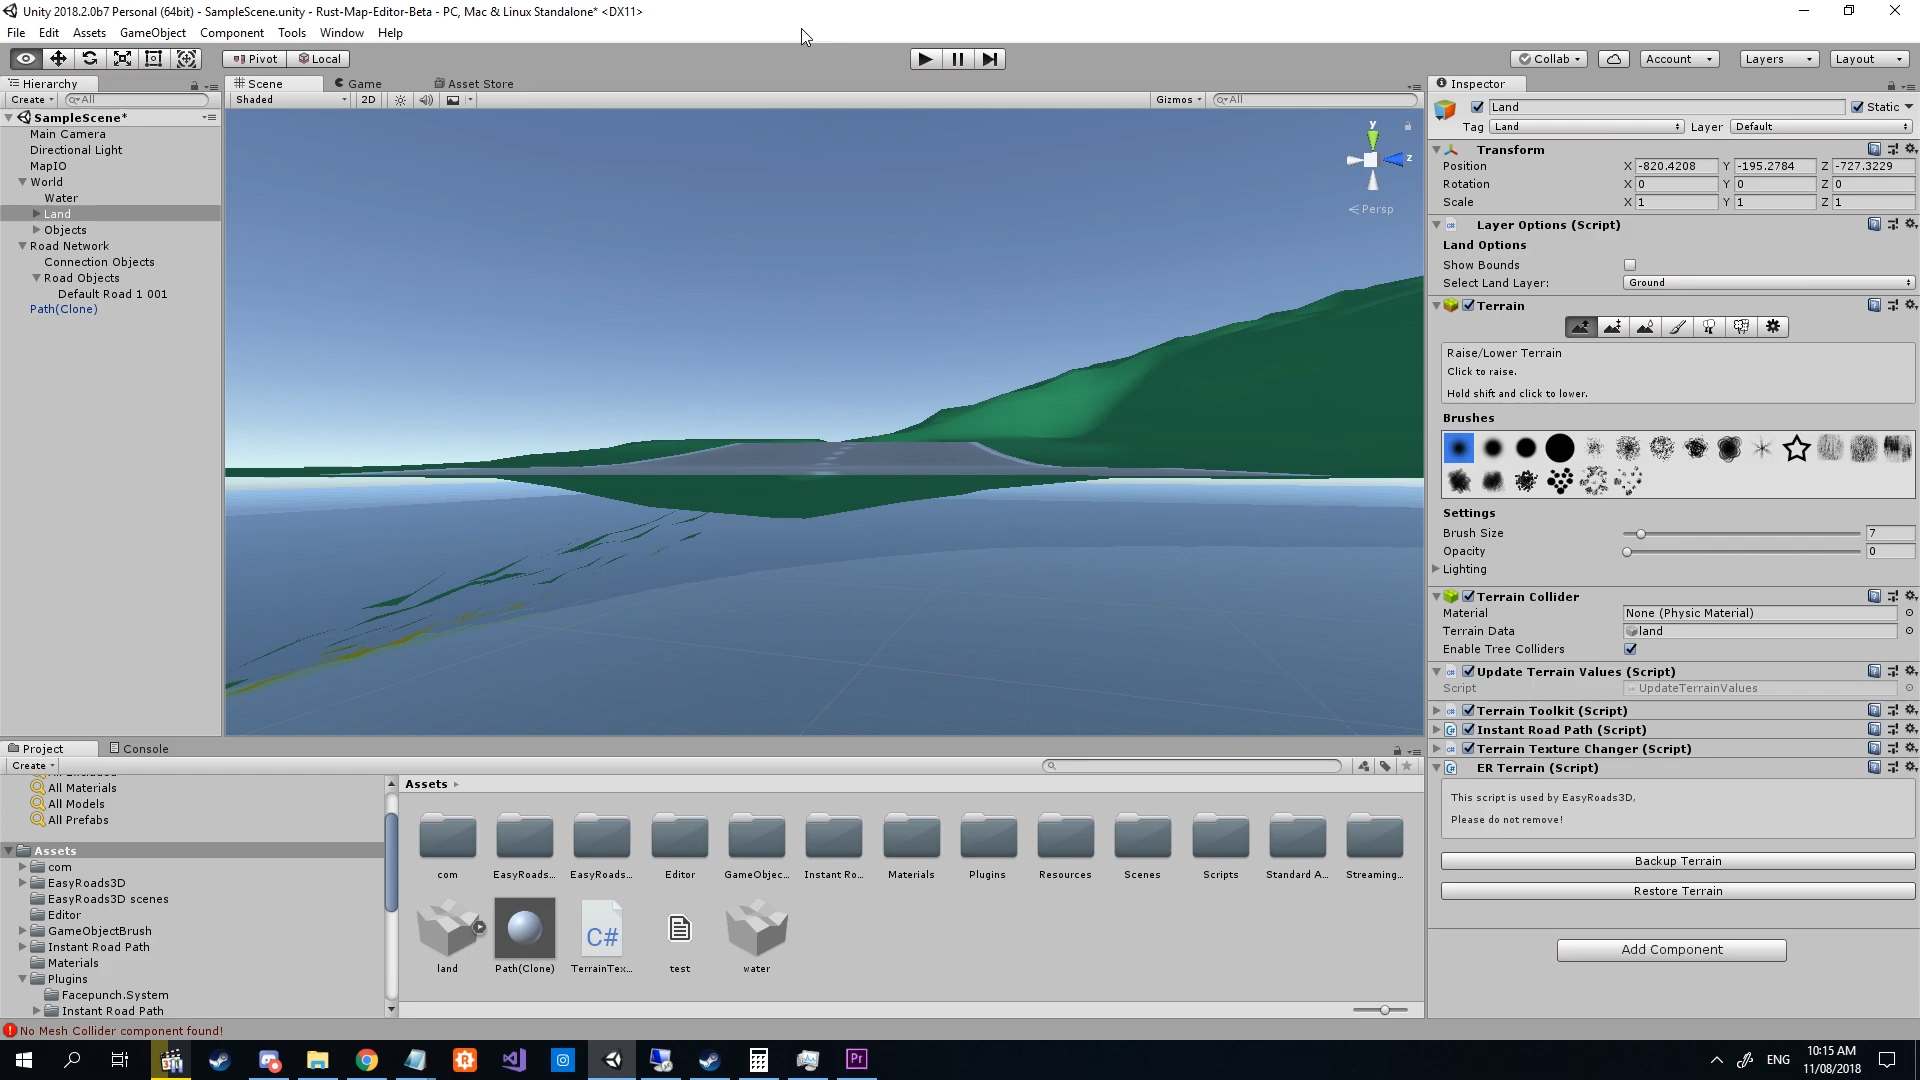 Unity 2018.2.0b7 Personal (64bit) - SampleScene.unity - Rust-Map-Editor-Beta - PC, Mac & Linux Standalone* <DX11>
File Edit Assets GameObject Component Tools Window Help
Pivot Local Collab Account Layers Layout
Hierarchy
Create All
SampleScene*
Main Camera
Directional Light
MapIO
World
Water
Land
Objects
Road Network
Connection Objects
Road Objects
Default Road 1 001
Path(Clone)
Scene Game Asset Store
Shaded 2D Gizmos All
y
z
Persp
Inspector
Land Static
Tag Land Layer Default
Transform
Position X -820.4208 Y -195.2784 Z -727.3229
Rotation X 0 Y 0 Z 0
Scale X 1 Y 1 Z 1
Layer Options (Script)
Land Options
Show Bounds
Select Land Layer: Ground
Terrain
Raise/Lower Terrain
Click to raise.
Hold shift and click to lower.
Brushes
Settings
Brush Size 7
Opacity 0
Lighting
Terrain Collider
Material None (Physic Material)
Terrain Data land
Enable Tree Colliders
Update Terrain Values (Script)
Script UpdateTerrainValues
Terrain Toolkit (Script)
Instant Road Path (Script)
Terrain Texture Changer (Script)
ER Terrain (Script)
This script is used by EasyRoads3D,
Please do not remove!
Backup Terrain
Restore Terrain
Add Component
Project Console
Create
All Materials
All Models
All Prefabs
Assets
com
EasyRoads3D
EasyRoads3D scenes
Editor
GameObjectBrush
Instant Road Path
Materials
Plugins
Facepunch.System
Instant Road Path
Assets
com EasyRoads... EasyRoads... Editor GameObjec... Instant Ro... Materials Plugins Resources Scenes Scripts Standard A... Streaming...
C#
land Path(Clone) TerrainTex... test water
No Mesh Collider component found!
Pr
ENG
10:15 AM
11/08/2018